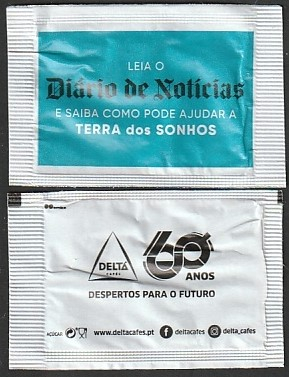 LEIA O
Diário de Notícias
E SAIBA COMO PODE AJUDAR A
TERRA dos SONHOS
DELTA
CAFÉS
60
ANOS
DESPERTOS PARA O FUTURO
AÇÚCAR www.deltacafes.pt deltacafes delta_cafes